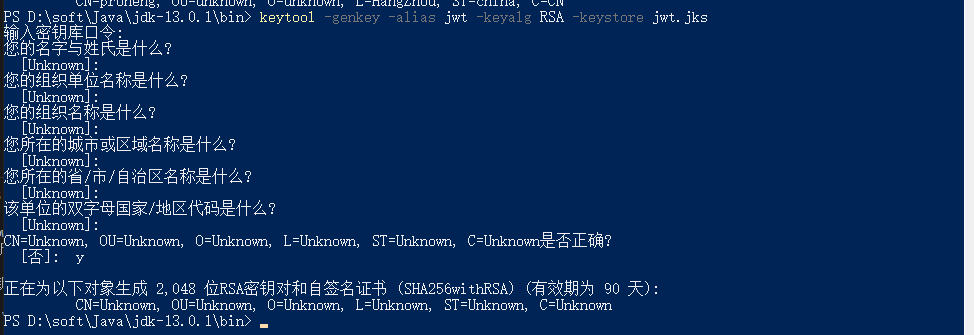 CN=proheng, OU=unknown, O=unknown, L=HangZhou, ST=china, C=CN
PS D:\soft\Java\jdk-13.0.1\bin> keytool -genkey -alias jwt -keyalg RSA -keystore jwt.jks
输入密钥库口令:
您的名字与姓氏是什么?
[Unknown]:
您的组织单位名称是什么?
[Unknown]:
您的组织名称是什么?
[Unknown]:
您所在的城市或区域名称是什么?
[Unknown]:
您所在的省/市/自治区名称是什么?
[Unknown]:
该单位的双字母国家/地区代码是什么?
[Unknown]:
CN=Unknown, OU=Unknown, O=Unknown, L=Unknown, ST=Unknown, C=Unknown是否正确?
[否]: y
正在为以下对象生成 2,048 位RSA密钥对和自签名证书 (SHA256withRSA) (有效期为 90 天):
CN=Unknown, OU=Unknown, O=Unknown, L=Unknown, ST=Unknown, C=Unknown
PS D:\soft\Java\jdk-13.0.1\bin>